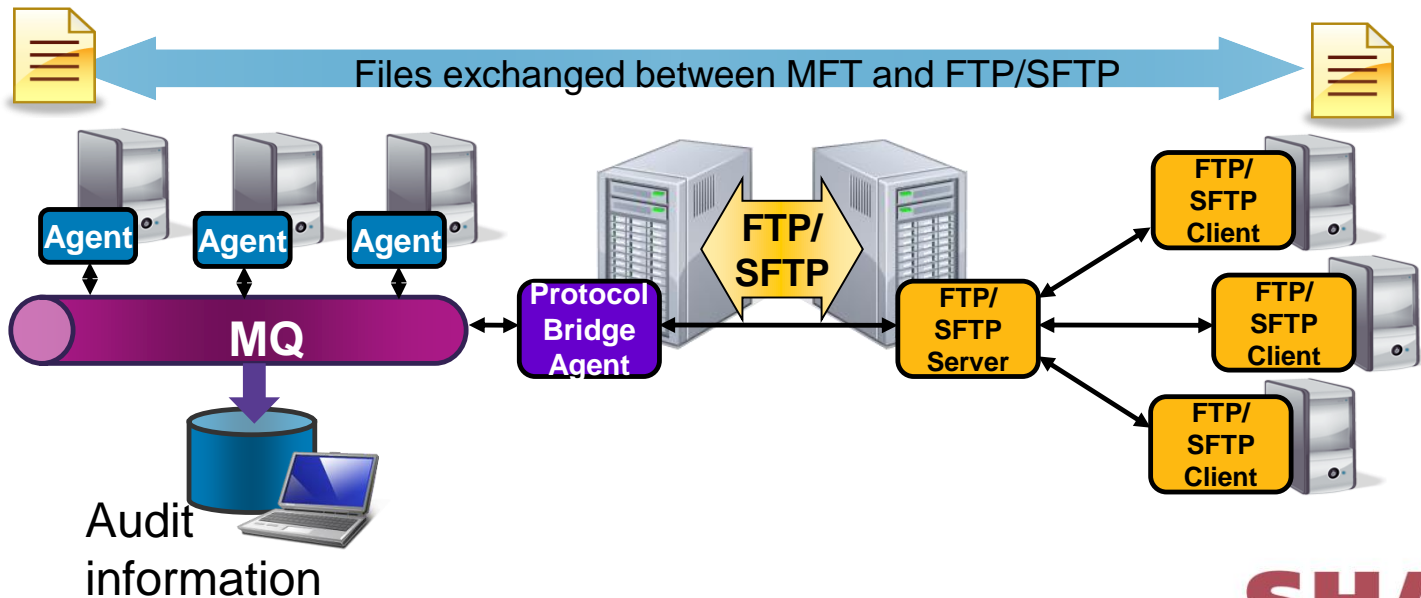 Files exchanged between MFT and FTP/SFTP
Agent
Agent
Agent
MQ
Protocol
Bridge
Agent
FTP/
SFTP
FTP/
SFTP
Server
FTP/
SFTP
Client
FTP/
SFTP
Client
FTP/
SFTP
Client
Audit
information